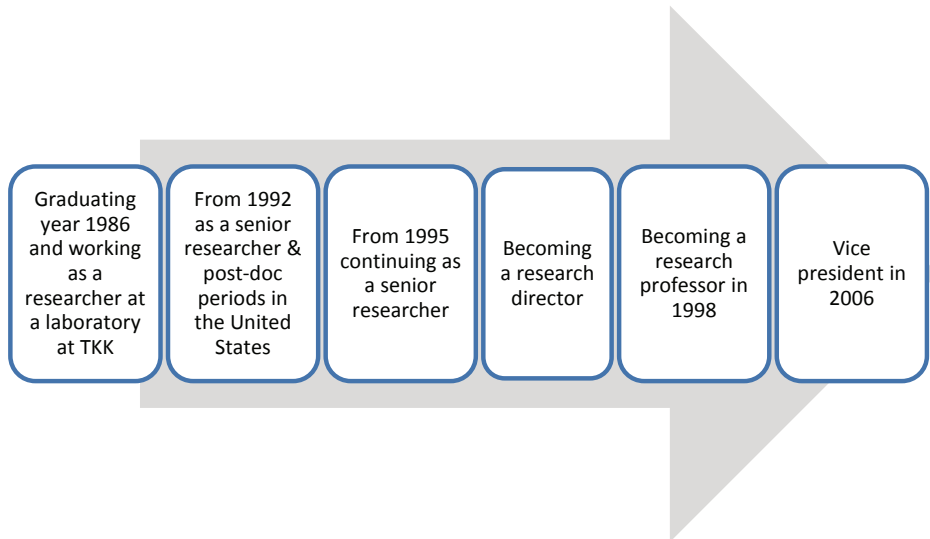 Graduating
year 1986
and working
as a
researcher at
a laboratory
at TKK
From 1992
as a senior
researcher &
post-doc
periods in
the United
States
From 1995
continuing as
a senior
researcher
Becoming
a research
director
Becoming a
research
professor in
1998
Vice
president in
2006